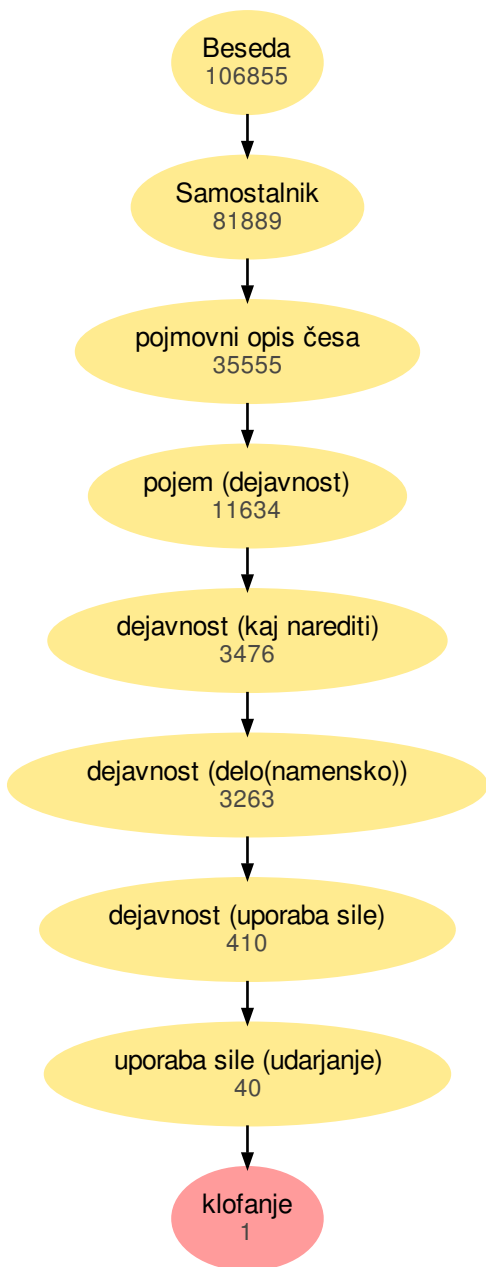 Beseda
106855
Samostalnik
81889
pojmovni opis česa
35555
pojem (dejavnost)
11634
dejavnost (kaj narediti)
3476
dejavnost (delo(namensko))
3263
dejavnost (uporaba sile)
410
uporaba sile (udarjanje)
40
klofanje
1